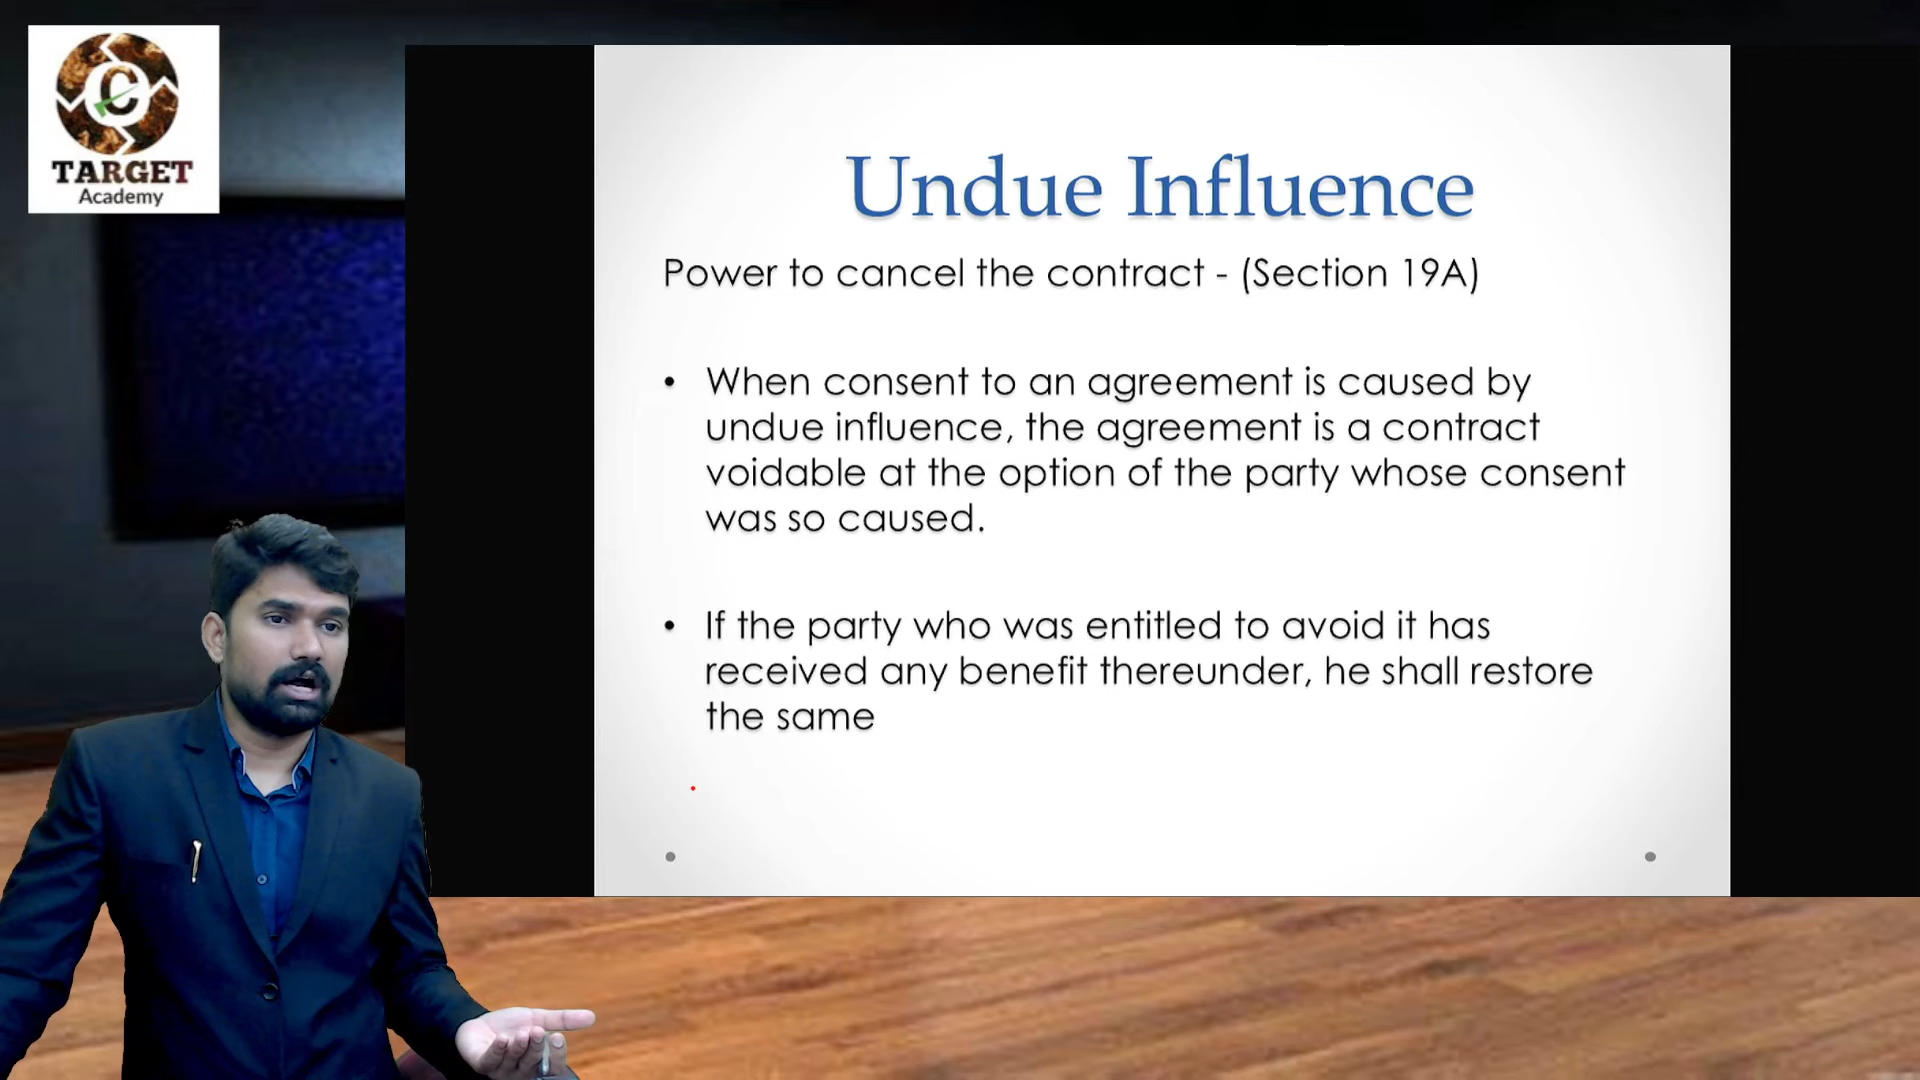 C
TARGET
Academy
Undue Influence
Power to cancel the contract - (Section 19A)
• When consent to an agreement is caused by
undue influence, the agreement is a contract
voidable at the option of the party whose consent
was so caused.
• If the party who was entitled to avoid it has
received any benefit thereunder, he shall restore
the same